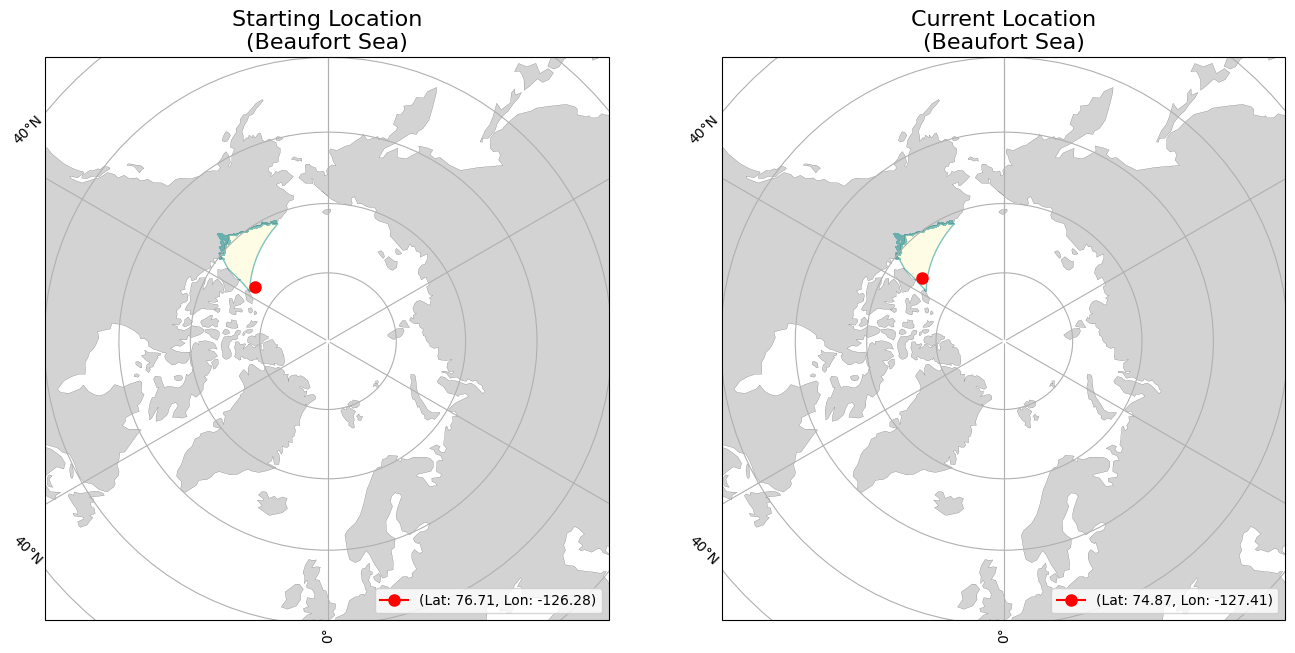 Starting Location
(Beaufort Sea)
40°N
40°N
(Lat: 76.71, Lon: -126.28)
0°
Current Location
(Beaufort Sea)
40°N
40°N
(Lat: 74.87, Lon: -127.41)
0°